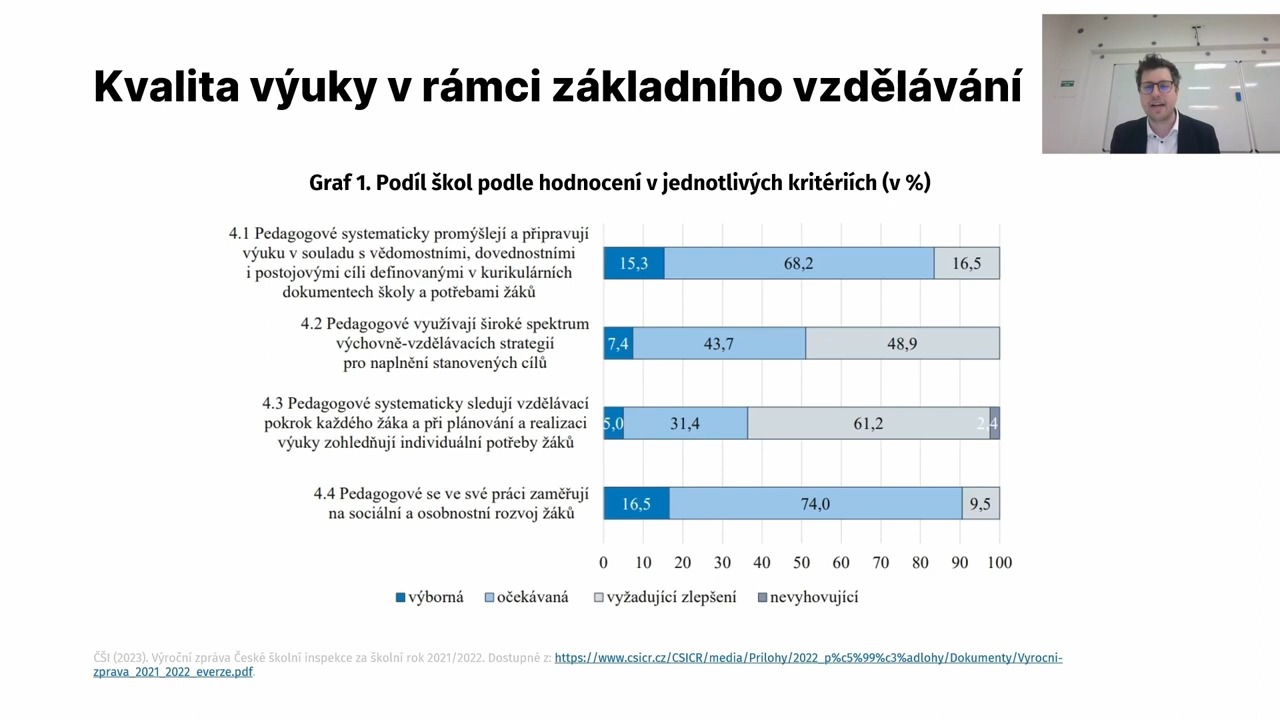 Kvalita výuky v rámci základního vzdělávání
Graf 1. Podíl škol podle hodnocení v jednotlivých kritériích (v %)
4.1 Pedagogové systematicky promýšlejí a připravují
výuku v souladu s vědomostními, dovednostními
i postojovými cíli definovanými v kurikulárních
dokumentech školy a potřebami žáků
15,3 68,2 16,5
4.2 Pedagogové využívají široké spektrum
výchovně-vzdělávacích strategií
pro naplnění stanovených cílů
7,4 43,7 48,9
4.3 Pedagogové systematicky sledují vzdělávací
pokrok každého žáka a při plánování a realizaci
výuky zohledňují individuální potřeby žáků
5,0 31,4 61,2 2,4
4.4 Pedagogové se ve své práci zaměřují
na sociální a osobnostní rozvoj žáků
16,5 74,0 9,5
0 10 20 30 40 50 60 70 80 90 100
výborná očekávaná vyžadující zlepšení nevyhovující
ČŠI (2023). Výroční zpráva České školní inspekce za školní rok 2021/2022. Dostupné z: https://www.csicr.cz/CSICR/media/Prilohy/2022_p%c5%99%c3%adlohy/Dokumenty/Vyrocni-
zprava_2021_2022_everze.pdf.